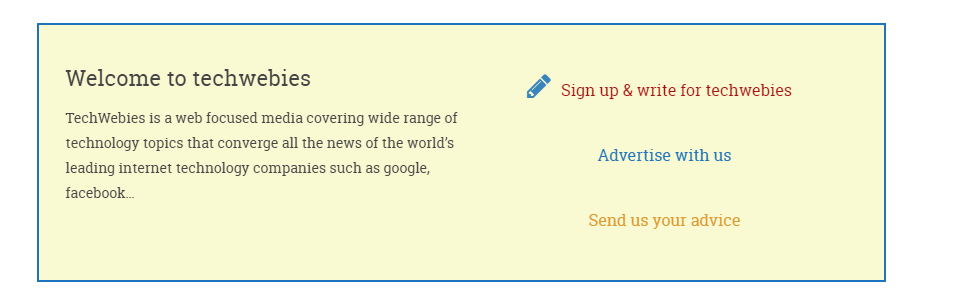 Welcome to techwebies
TechWebies is a web focused media covering wide range of
technology topics that converge all the news of the world's
leading internet technology companies such as google,
facebook...
Sign up & write for techwebies
Advertise with us
Send us your advice